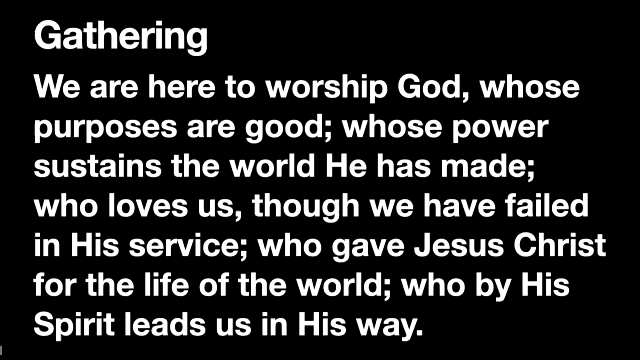 Gathering
We are here to worship God, whose
purposes are good; whose power
sustains the world He has made;
who loves us, though we have failed
in His service; who gave Jesus Christ
for the life of the world; who by His
Spirit leads us in His way.